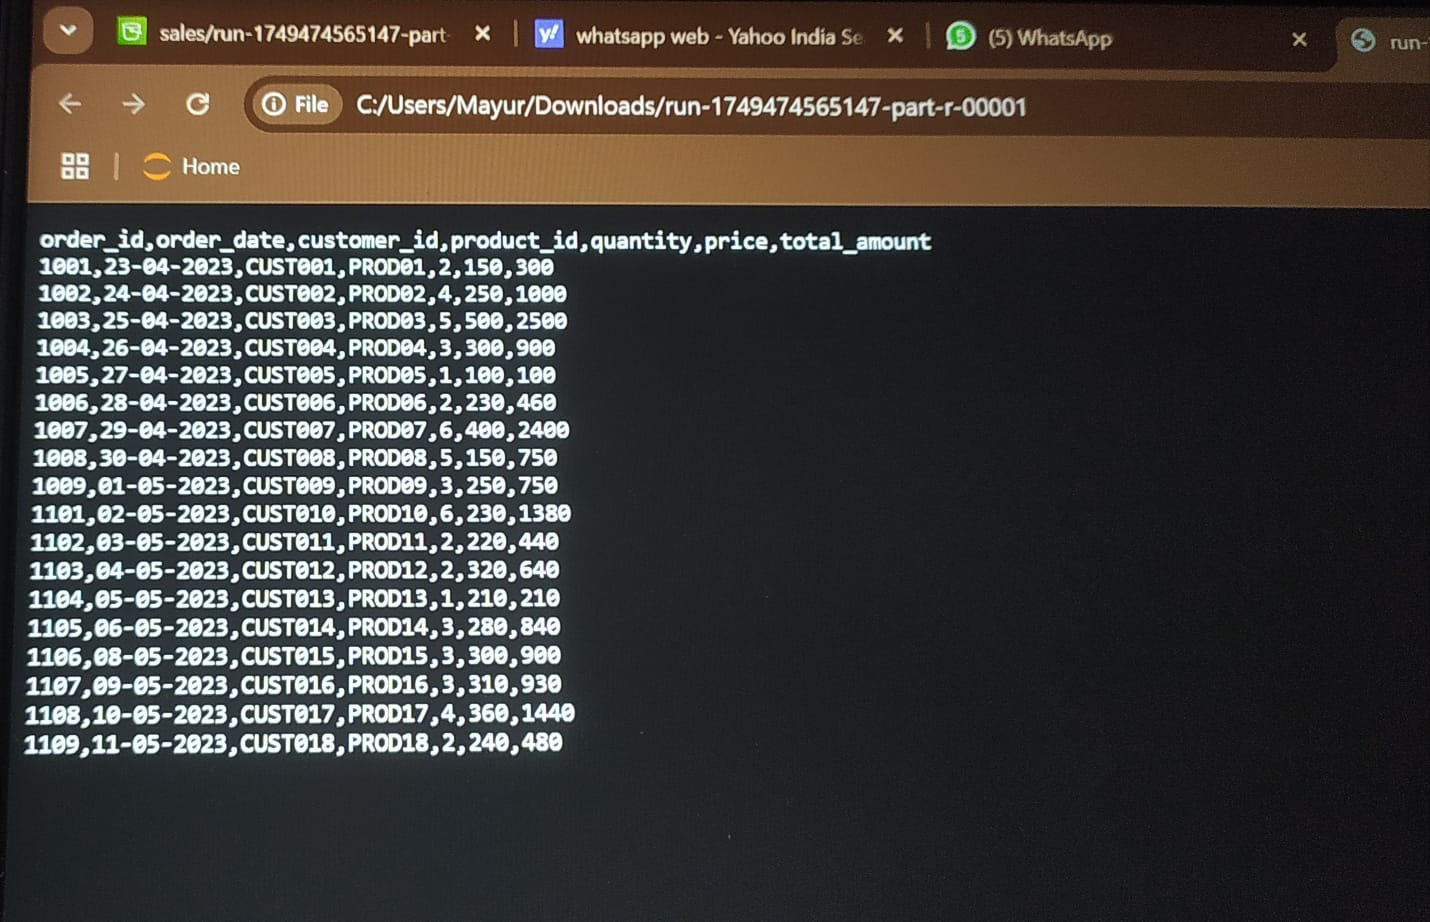 sales/run-1749474565147-part-
whatsapp web - Yahoo India Se
(5) WhatsApp
run-
File
C:/Users/Mayur/Downloads/run-1749474565147-part-r-00001
Home
order_id,order_date,customer_id,product_id,quantity,price,total_amount
1001,23-04-2023,CUST001,PROD01,2,150,300
1002,24-04-2023,CUST002,PROD02,4,250,1000
1003,25-04-2023,CUST003,PROD03,5,500,2500
1004,26-04-2023,CUST004,PROD04,3,300,900
1005,27-04-2023,CUST005,PROD05,1,100,100
1006,28-04-2023,CUST006,PROD06,2,230,460
1007,29-04-2023,CUST007,PROD07,6,400,2400
1008,30-04-2023,CUST008,PROD08,5,150,750
1009,01-05-2023,CUST009,PROD09,3,250,750
1101,02-05-2023,CUST010,PROD10,6,230,1380
1102,03-05-2023,CUST011,PROD11,2,220,440
1103,04-05-2023,CUST012,PROD12,2,320,640
1104,05-05-2023,CUST013,PROD13,1,210,210
1105,06-05-2023,CUST014,PROD14,3,280,840
1106,08-05-2023,CUST015,PROD15,3,300,900
1107,09-05-2023,CUST016,PROD16,3,310,930
1108,10-05-2023,CUST017,PROD17,4,360,1440
1109,11-05-2023,CUST018,PROD18,2,240,480